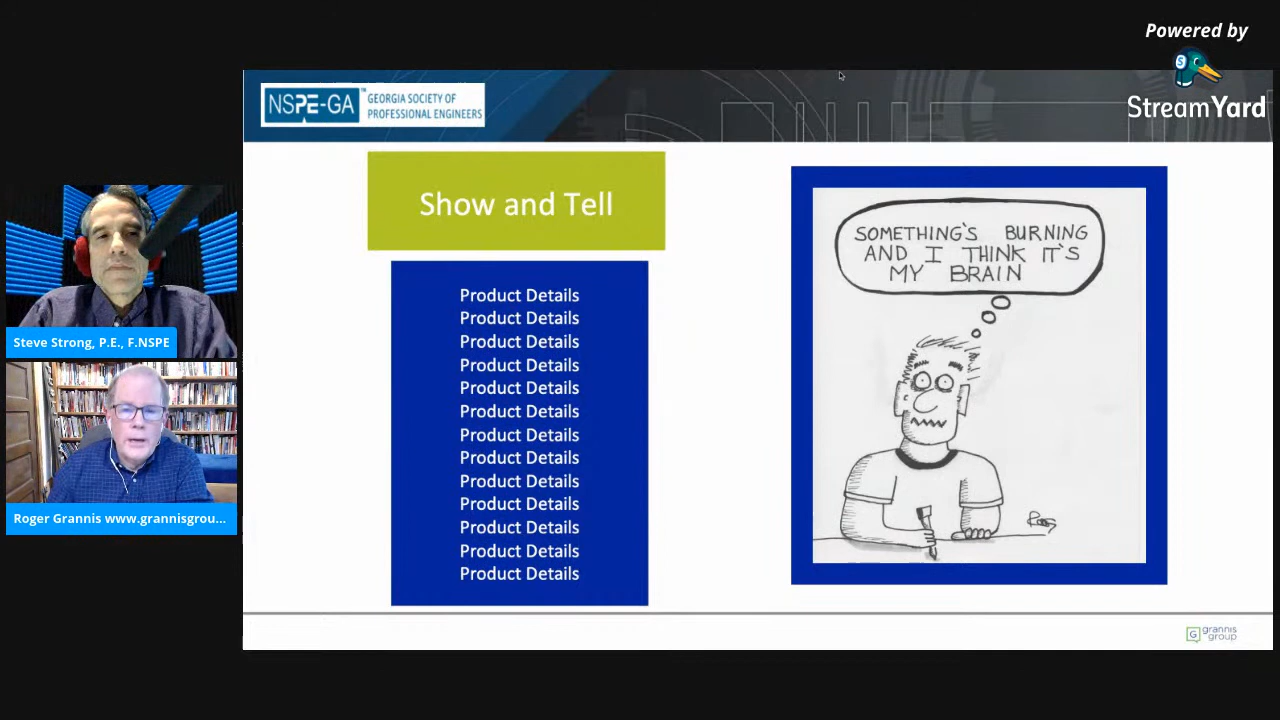 Powered by
StreamYard
NSPE-GA™
GEORGIA SOCIETY OF
PROFESSIONAL ENGINEERS
Show and Tell
Product Details
Product Details
Product Details
Product Details
Product Details
Product Details
Product Details
Product Details
Product Details
Product Details
Product Details
Product Details
Product Details
SOMETHING'S BURNING
AND I THINK IT'S
MY BRAIN
Steve Strong, P.E., F.NSPE
Roger Grannis www.grannisgrou...
G grannis
group